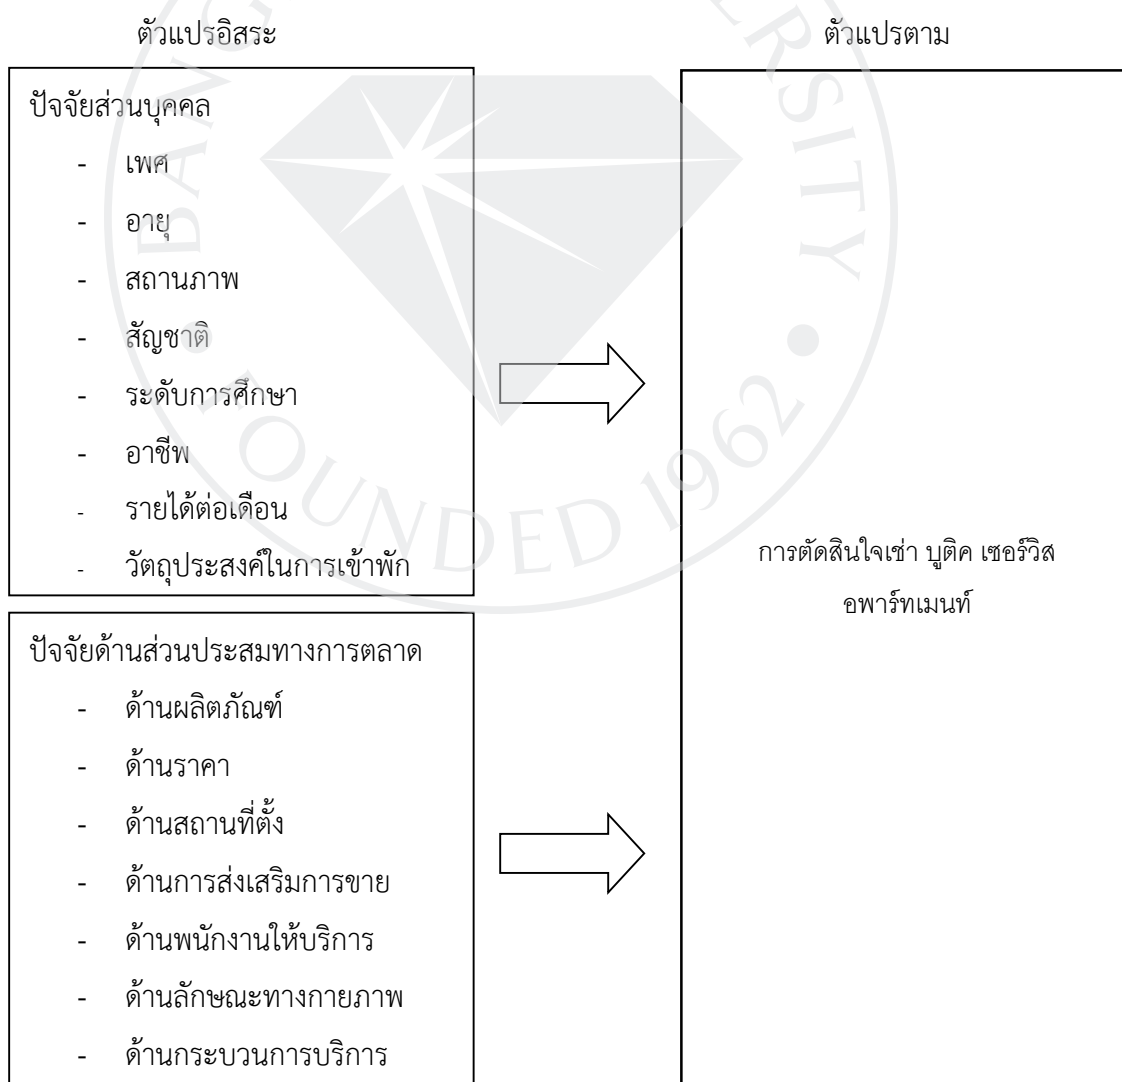 ตัวแปรอิสระ
ตัวแปรตาม
ปัจจัยส่วนบุคคล
- เพศ
- อายุ
- สถานภาพ
- สัญชาติ
- ระดับการศึกษา
- อาชีพ
- รายได้ต่อเดือน
- วัตถุประสงค์ในการเข้าพัก
ปัจจัยด้านส่วนประสมทางการตลาด
- ด้านผลิตภัณฑ์
- ด้านราคา
- ด้านสถานที่ตั้ง
- ด้านการส่งเสริมการขาย
- ด้านพนักงานให้บริการ
- ด้านลักษณะทางกายภาพ
- ด้านกระบวนการบริการ
การตัดสินใจเช่า บูติค เซอร์วิส
อพาร์ทเมนท์
FOUNDED 1962